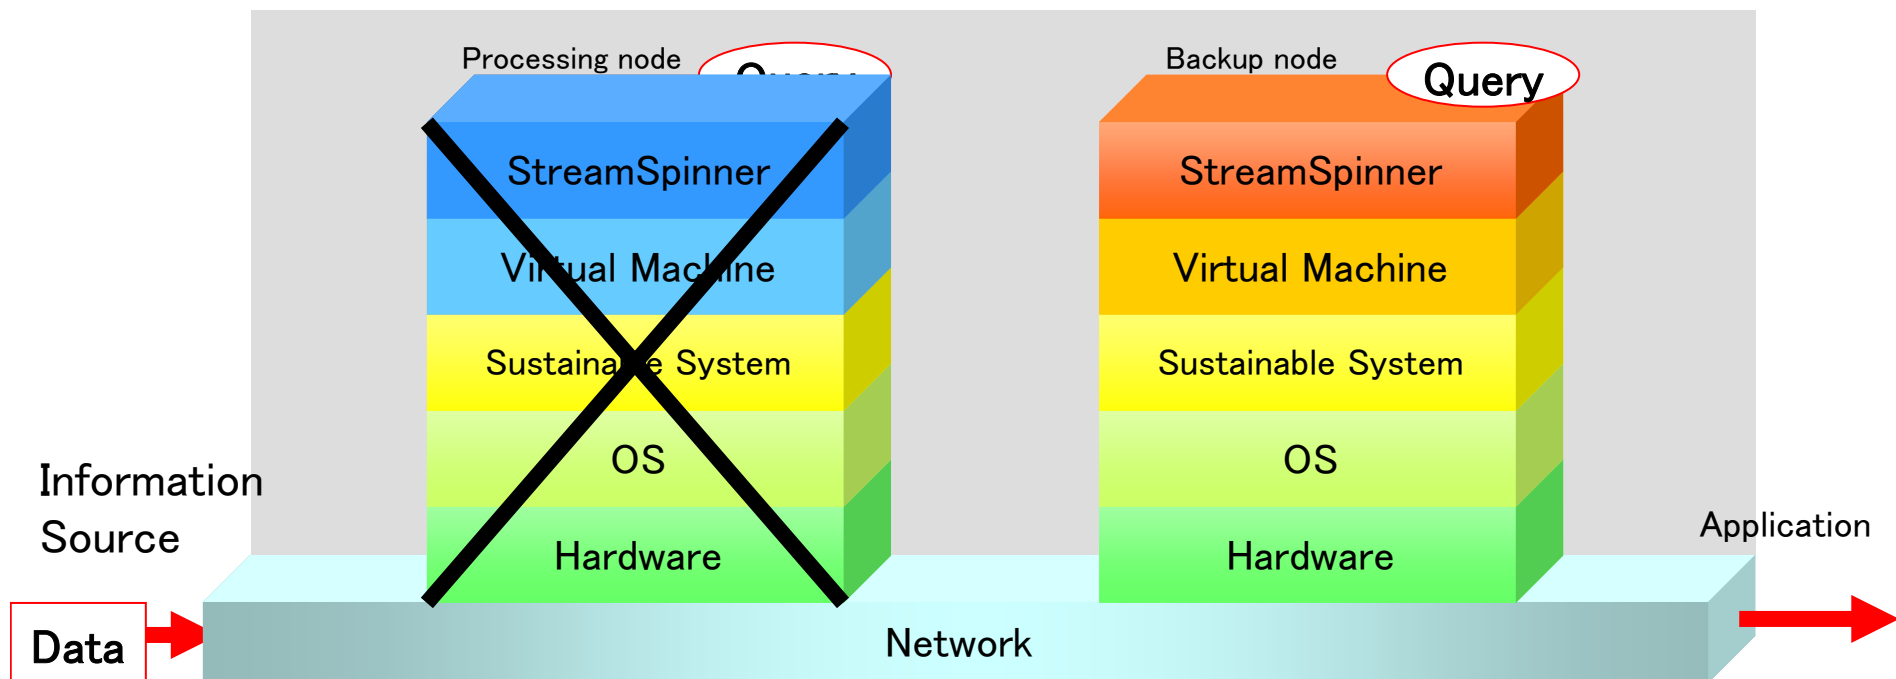 Processing node
Backup node
Query
StreamSpinner
StreamSpinner
Virtual Machine
Virtual Machine
Sustainable System
Sustainable System
OS
OS
Information
Source
Hardware
Hardware
Application
Data
Network